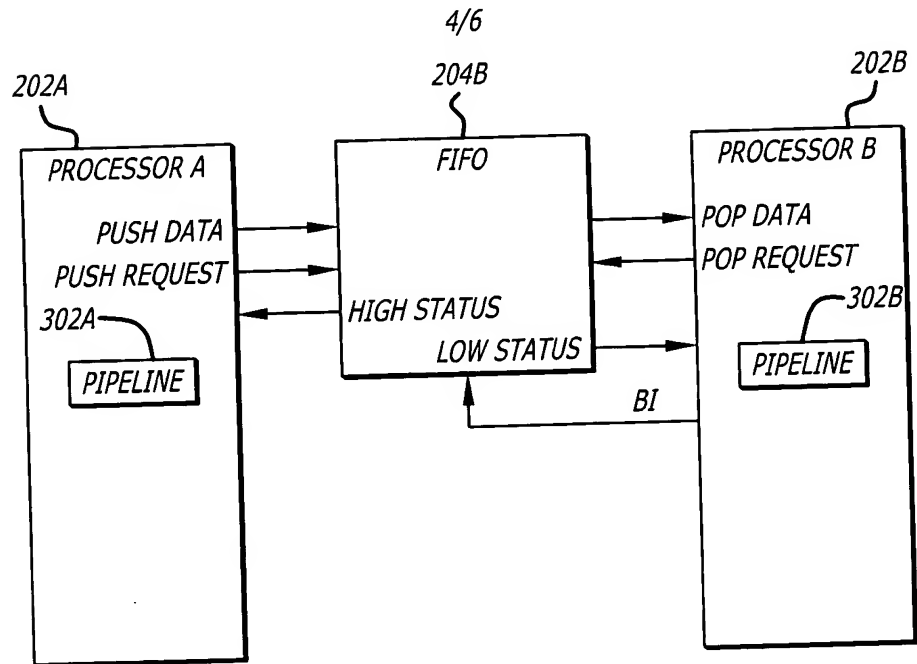 4/6
202A
204B
202B
PROCESSOR A
FIFO
PROCESSOR B
PUSH DATA
POP DATA
PUSH REQUEST
POP REQUEST
HIGH STATUS
302A
302B
LOW STATUS
PIPELINE
PIPELINE
BI